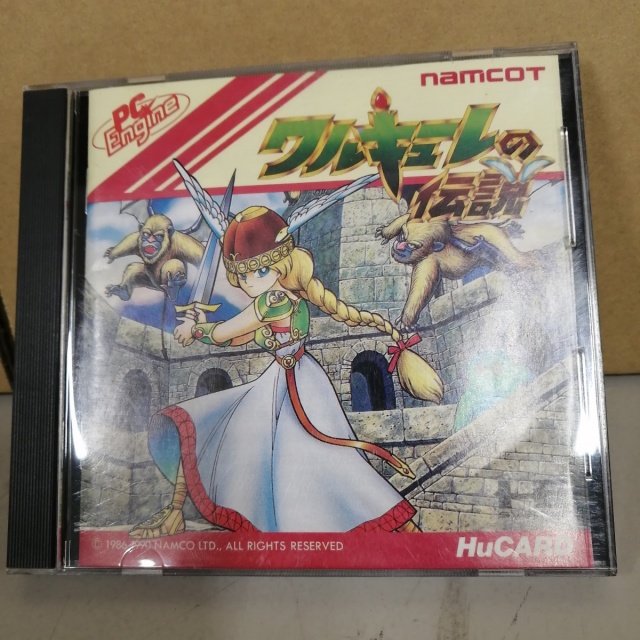 namcot
PC
Engine
ワルキューレの
伝説
© 1986 1990 NAMCO LTD., ALL RIGHTS RESERVED
HuCARD